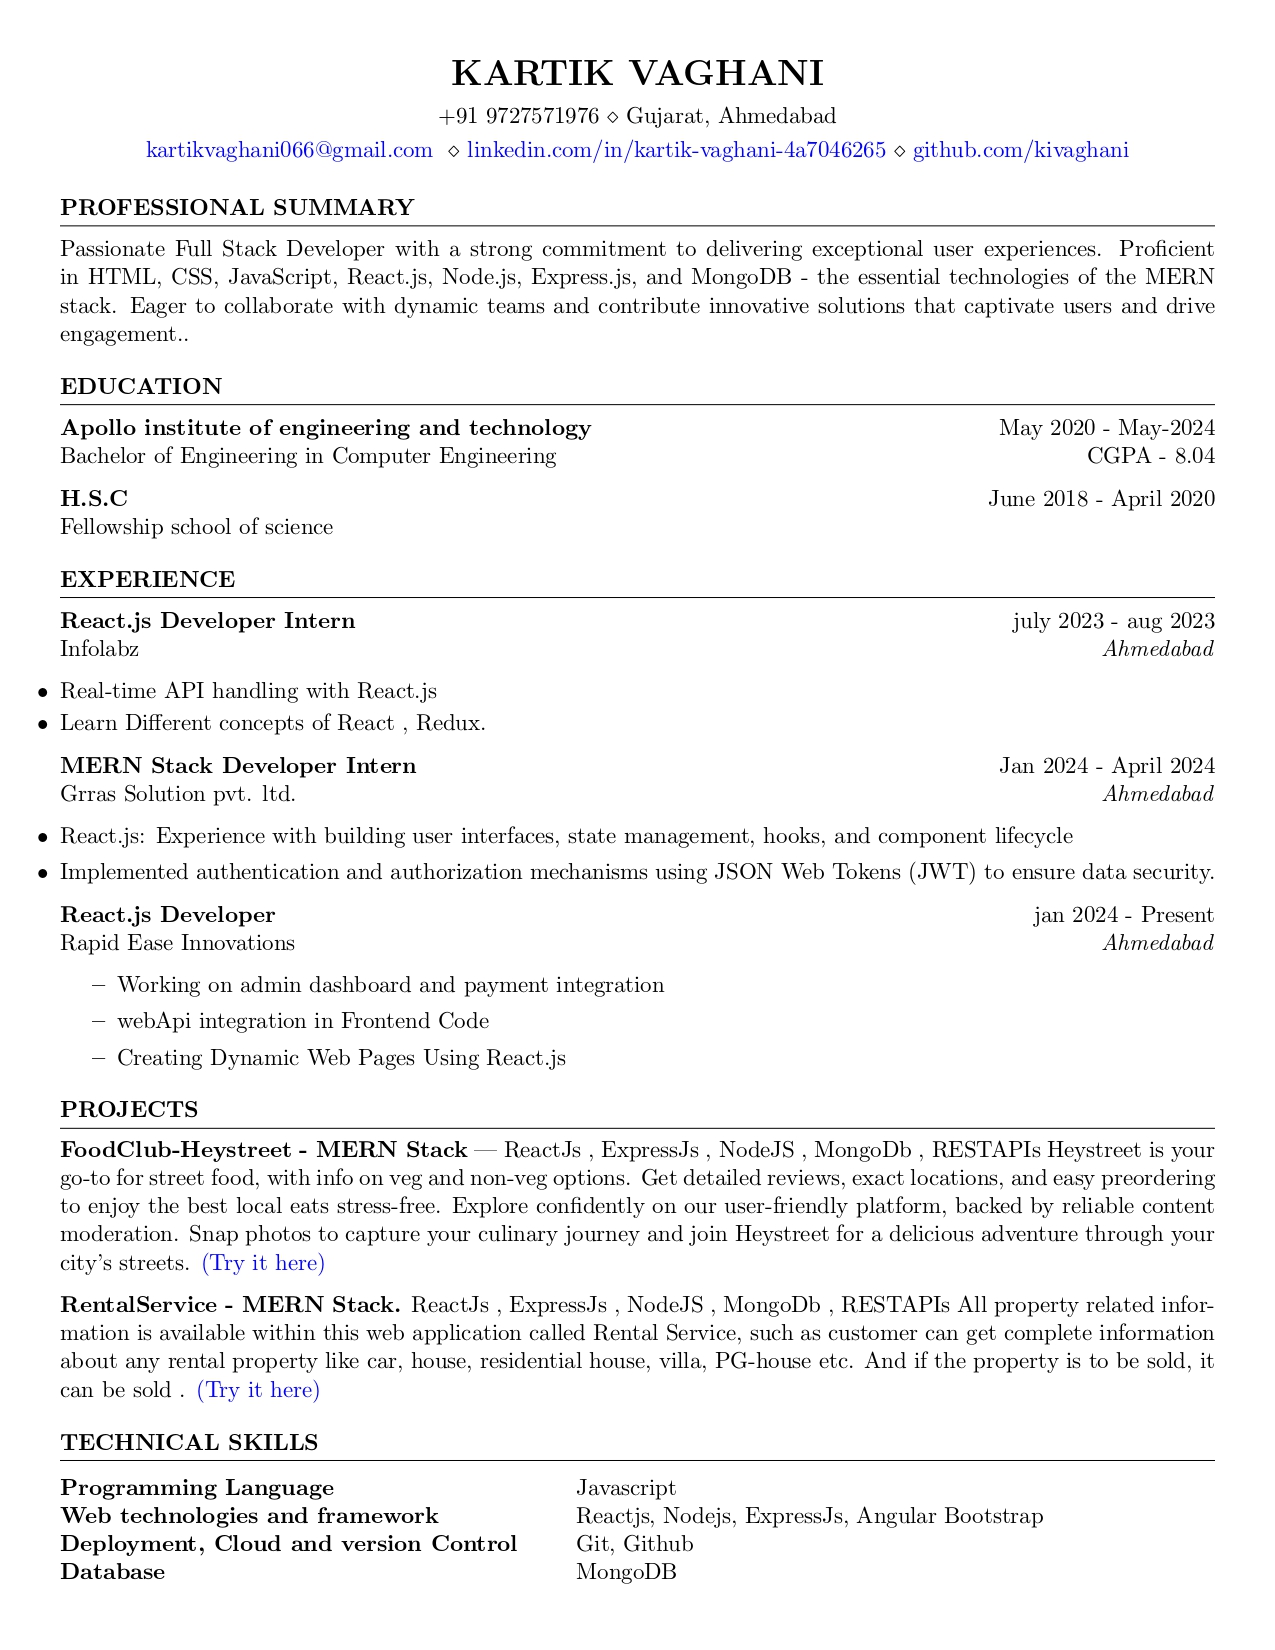 KARTIK VAGHANI
+91 9727571976 ⋄ Gujarat, Ahmedabad
kartikvaghani066@gmail.com ⋄ linkedin.com/in/kartik-vaghani-4a7046265 ⋄ github.com/kivaghani
PROFESSIONAL SUMMARY
Passionate Full Stack Developer with a strong commitment to delivering exceptional user experiences. Proficient
in HTML, CSS, JavaScript, React.js, Node.js, Express.js, and MongoDB - the essential technologies of the MERN
stack. Eager to collaborate with dynamic teams and contribute innovative solutions that captivate users and drive
engagement..
EDUCATION
Apollo institute of engineering and technology May 2020 - May-2024
Bachelor of Engineering in Computer Engineering CGPA - 8.04
H.S.C June 2018 - April 2020
Fellowship school of science
EXPERIENCE
React.js Developer Intern july 2023 - aug 2023
Infolabz Ahmedabad
• Real-time API handling with React.js
• Learn Different concepts of React , Redux.
MERN Stack Developer Intern Jan 2024 - April 2024
Grras Solution pvt. ltd. Ahmedabad
• React.js: Experience with building user interfaces, state management, hooks, and component lifecycle
• Implemented authentication and authorization mechanisms using JSON Web Tokens (JWT) to ensure data security.
React.js Developer jan 2024 - Present
Rapid Ease Innovations Ahmedabad
– Working on admin dashboard and payment integration
– webApi integration in Frontend Code
– Creating Dynamic Web Pages Using React.js
PROJECTS
FoodClub-Heystreet - MERN Stack — ReactJs , ExpressJs , NodeJS , MongoDb , RESTAPIs Heystreet is your
go-to for street food, with info on veg and non-veg options. Get detailed reviews, exact locations, and easy preordering
to enjoy the best local eats stress-free. Explore confidently on our user-friendly platform, backed by reliable content
moderation. Snap photos to capture your culinary journey and join Heystreet for a delicious adventure through your
city's streets. (Try it here)
RentalService - MERN Stack. ReactJs , ExpressJs , NodeJS , MongoDb , RESTAPIs All property related infor-
mation is available within this web application called Rental Service, such as customer can get complete information
about any rental property like car, house, residential house, villa, PG-house etc. And if the property is to be sold, it
can be sold . (Try it here)
TECHNICAL SKILLS
Programming Language Javascript
Web technologies and framework Reactjs, Nodejs, ExpressJs, Angular Bootstrap
Deployment, Cloud and version Control Git, Github
Database MongoDB